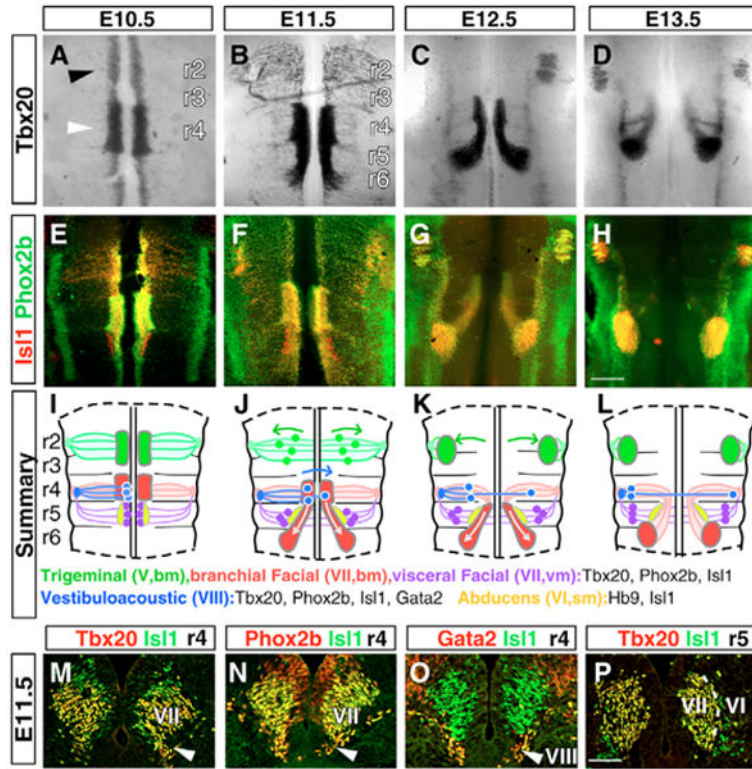 E10.5 E11.5 E12.5 E13.5
Tbx20
A B C D
r2 r2
r3 r3
r4 r4
r5
r6
Isl1 Phox2b
E F G H
Summary
I J K L
r2
r3
r4
r5
r6
Trigeminal (V,bm),branchial Facial (VII,bm),visceral Facial (VII,vm):Tbx20, Phox2b, Isl1
Vestibuloacoustic (VIII):Tbx20, Phox2b, Isl1, Gata2 Abducens (VI,sm):Hb9, Isl1
Tbx20 Isl1 r4 Phox2b Isl1 r4 Gata2 Isl1 r4 Tbx20 Isl1 r5
E11.5
M N O P
VII VII VII VI
VIII